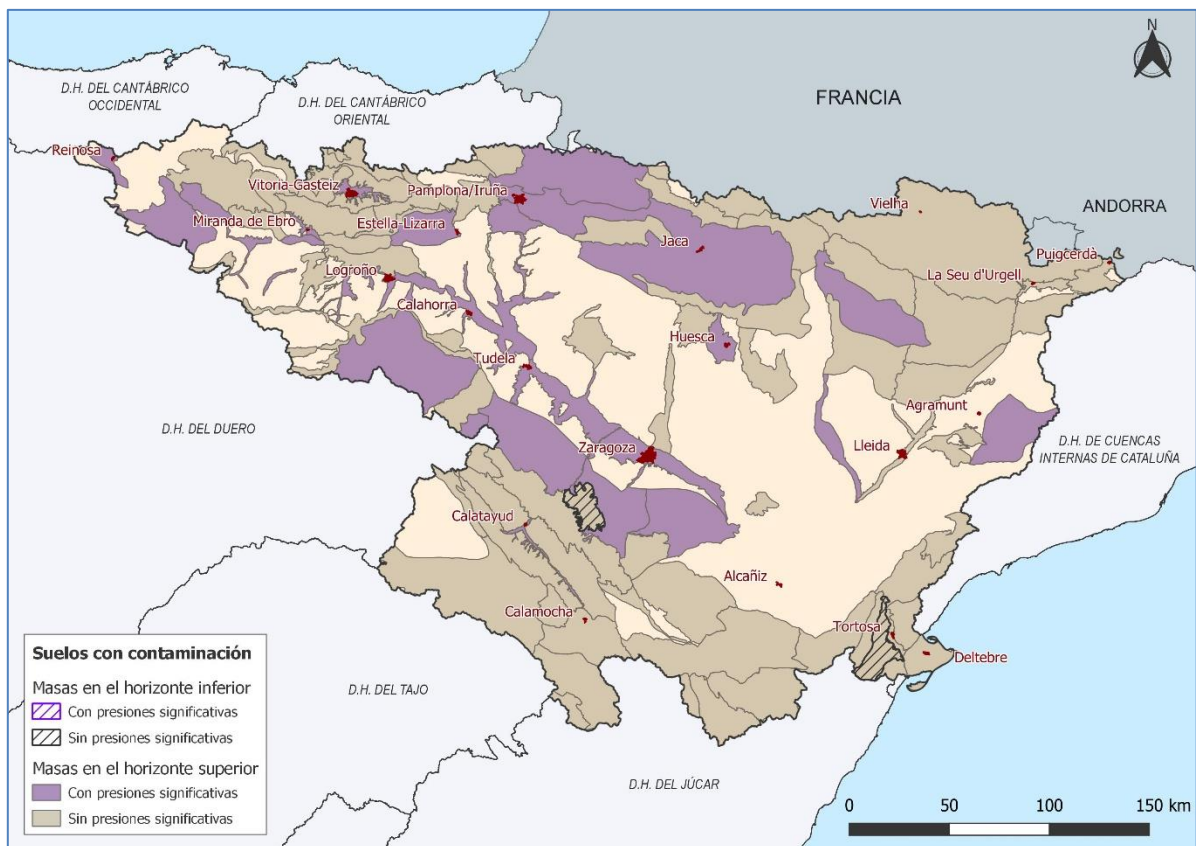 D.H. DEL CANTÁBRICO
OCCIDENTAL
D.H. DEL CANTÁBRICO
ORIENTAL
FRANCIA
N
Reinosa
Vitoria-Gasteiz
Pamplona/Iruña
Vielha
ANDORRA
Miranda de Ebro
Estella-Lizarra
Jaca
Puigcerdà
La Seu d'Urgell
Logroño
Calahorra
Huesca
Tudela
Agramunt
D.H. DEL DUERO
Zaragoza
Lleida
D.H. DE CUENCAS
INTERNAS DE CATALUÑA
Calatayud
Alcañiz
Calamocha
Tortosa
Deltebre
Suelos con contaminación
Masas en el horizonte inferior
Con presiones significativas
Sin presiones significativas
Masas en el horizonte superior
Con presiones significativas
Sin presiones significativas
D.H. DEL TAJO
D.H. DEL JÚCAR
0 50 100 150 km